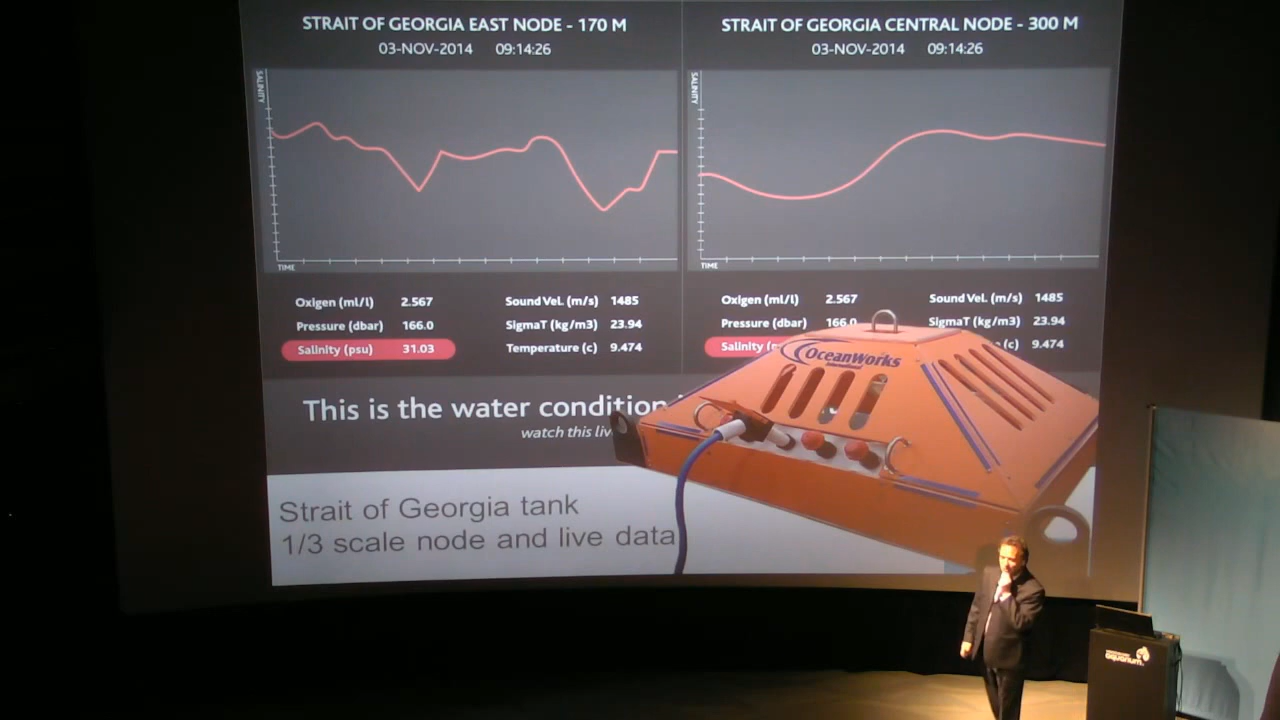 STRAIT OF GEORGIA EAST NODE - 170 M
03-NOV-2014 09:14:26
SALINITY
TIME
Oxigen (ml/l) 2.567 Sound Vel. (m/s) 1485
Pressure (dbar) 166.0 SigmaT (kg/m3) 23.94
Salinity (psu) 31.03 Temperature (c) 9.474
STRAIT OF GEORGIA CENTRAL NODE - 300 M
03-NOV-2014 09:14:26
SALINITY
TIME
Oxigen (ml/l) 2.567 Sound Vel. (m/s) 1485
Pressure (dbar) 166.0 SigmaT (kg/m3) 23.94
Salinity (c) 9.474
OceanWorks
International
This is the water condition
watch this liv
Strait of Georgia tank
1/3 scale node and live data
aquarium